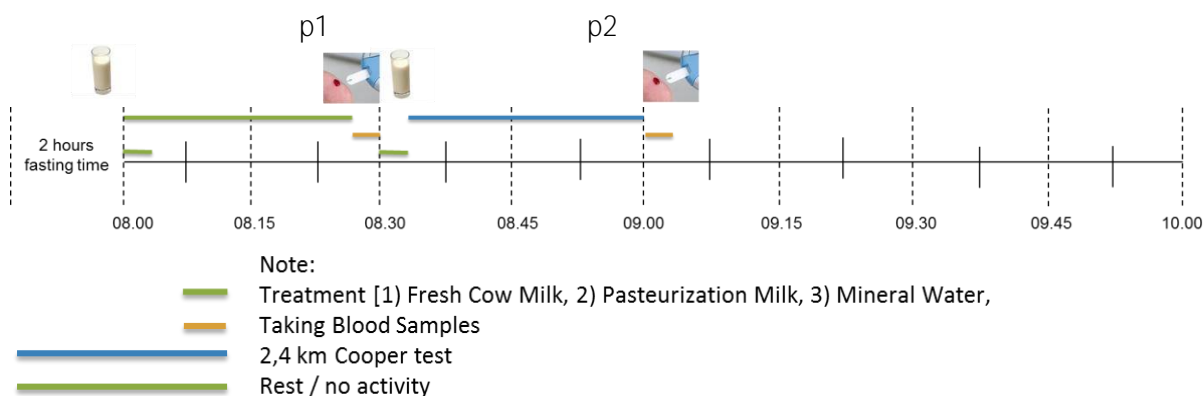 p1
p2
2 hours
fasting time
08.00
08.15
08.30
08.45
09.00
09.15
09.30
09.45
10.00
Note:
Treatment [1) Fresh Cow Milk, 2) Pasteurization Milk, 3) Mineral Water,
Taking Blood Samples
2,4 km Cooper test
Rest / no activity